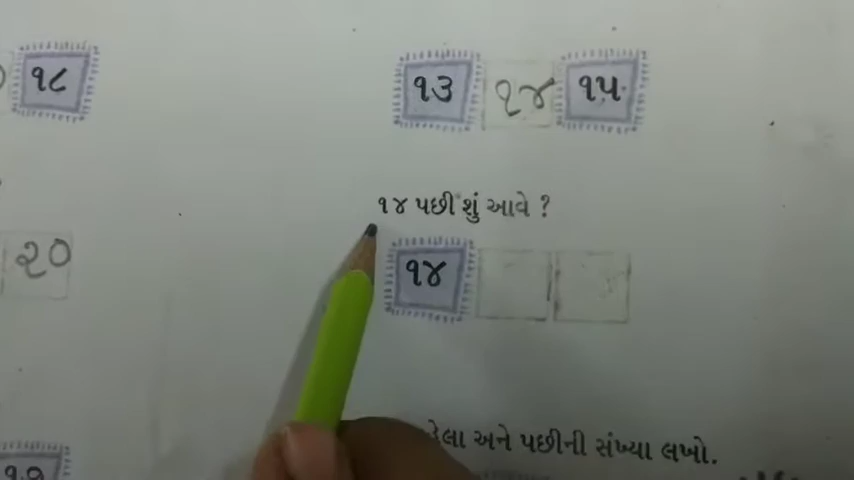 ૧૮
૧૩ ૧૪ ૧૫
૧૪ પછી શું આવે ?
૨૦
૧૪
અને પછીની સંખ્યા લખો.